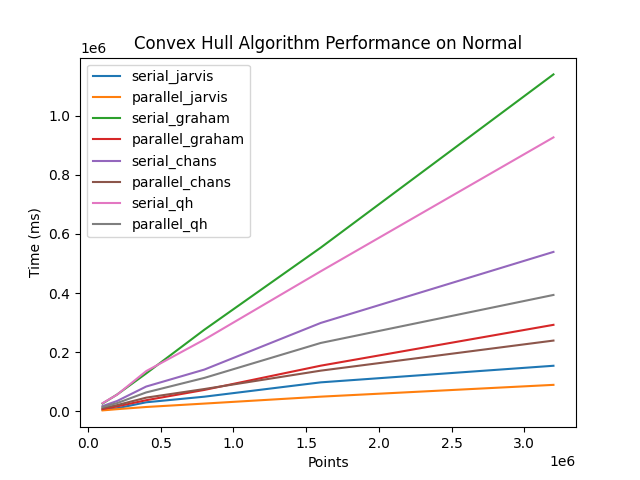 Convex Hull Algorithm Performance on Normal
1e6
serial_jarvis
parallel_jarvis
serial_graham
parallel_graham
serial_chans
parallel_chans
serial_qh
parallel_qh
1.0
0.8
0.6
0.4
0.2
0.0
Time (ms)
0.0 0.5 1.0 1.5 2.0 2.5 3.0
Points
1e6